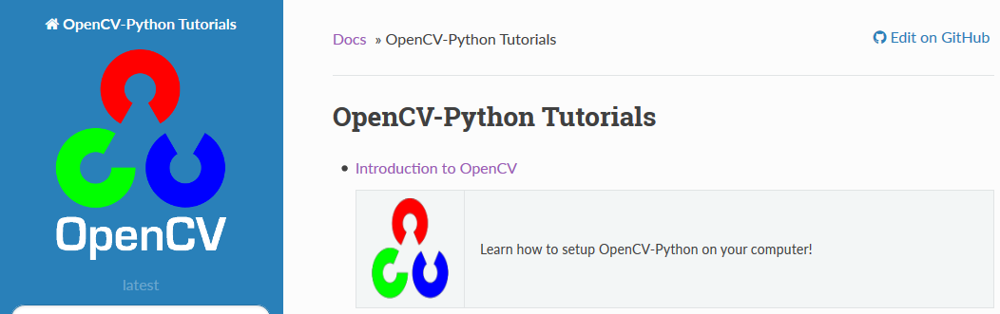 OpenCV-Python Tutorials
OpenCV
latest
Docs » OpenCV-Python Tutorials
Edit on GitHub
OpenCV-Python Tutorials
Introduction to OpenCV
Learn how to setup OpenCV-Python on your computer!